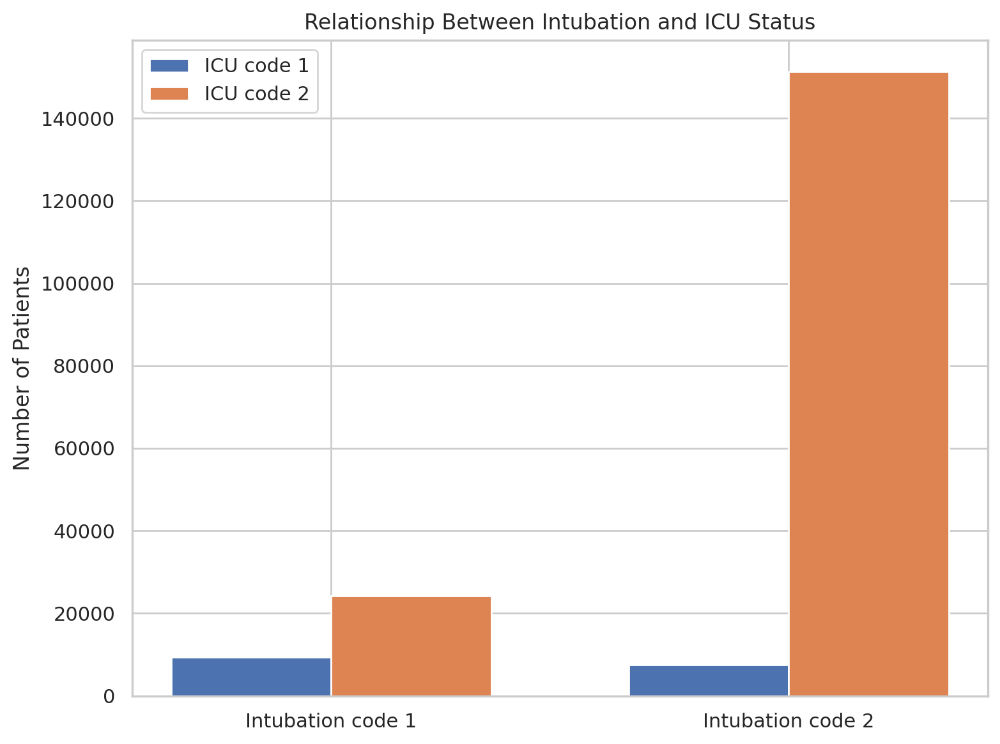 Relationship Between Intubation and ICU Status
ICU code 1
ICU code 2
Number of Patients
140000
120000
100000
80000
60000
40000
20000
0
Intubation code 1
Intubation code 2